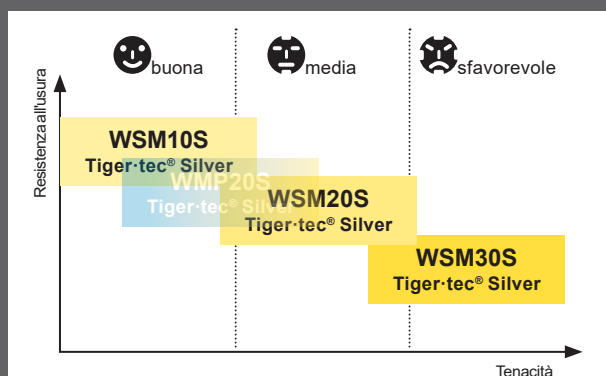 buona
media
sfavorevole
Resistenza all'usura
WSM10S
Tiger·tec® Silver
WMP20S
Tiger·tec® Silver
WSM20S
Tiger·tec® Silver
WSM30S
Tiger·tec® Silver
Tenacità